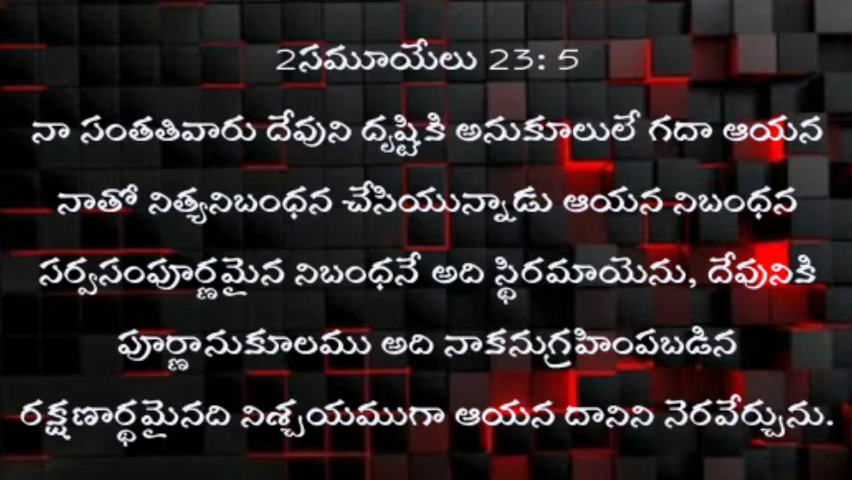 2సమూయేలు 23: 5
నా సంతతివారు దేవుని దృష్టికి అనుకూలులే గదా ఆయన
నాతో నిత్యనిబంధన చేసియున్నాడు ఆయన నిబంధన
సర్వసంపూర్ణమైన నిబంధనే అది స్థిరమాయెను, దేవునికి
పూర్ణానుకూలము అది నాకనుగ్రహింపబడిన
రక్షణార్థమైనది నిశ్చయముగా ఆయన దానిని నెరవేర్చును.